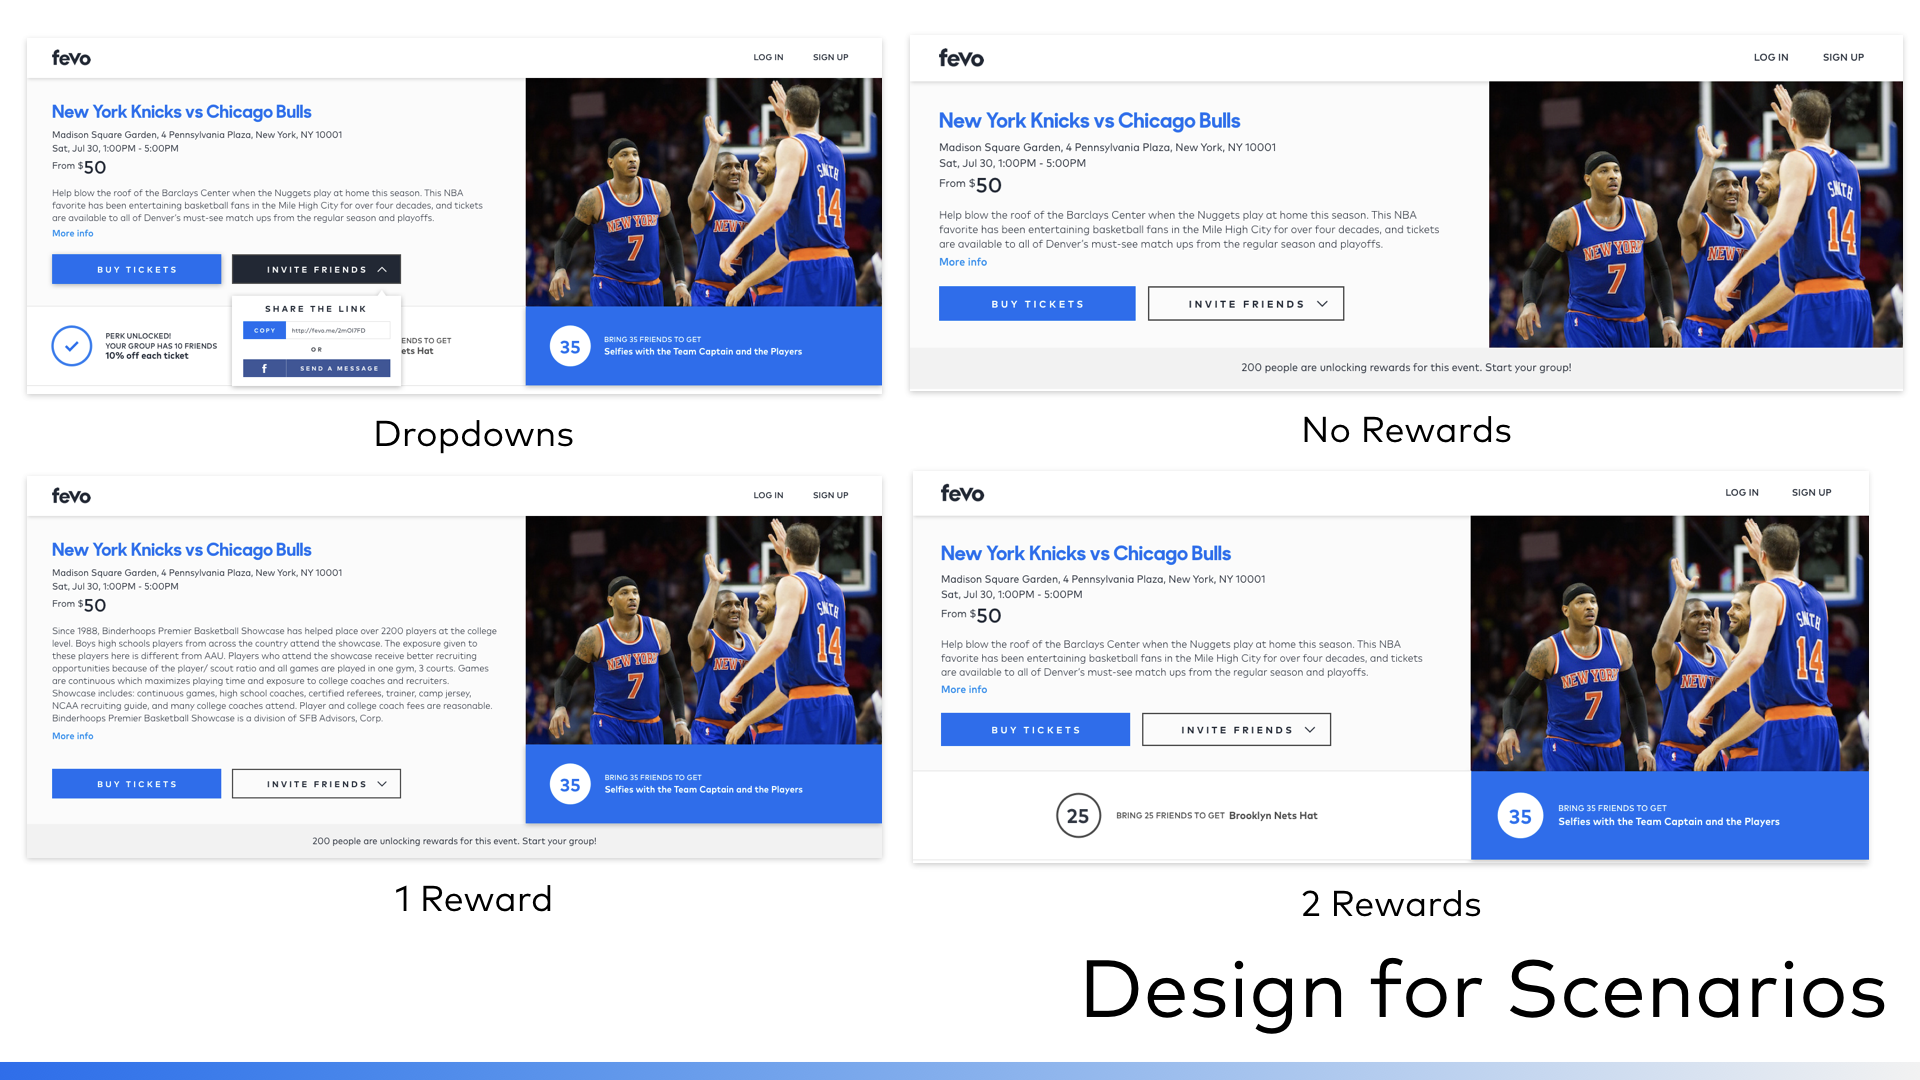 fevo
LOG IN
SIGN UP
New York Knicks vs Chicago Bulls
Madison Square Garden, 4 Pennsylvania Plaza, New York, NY 10001
Sat, Jul 30, 1:00PM - 5:00PM
From $50
Help blow the roof of the Barclays Center when the Nuggets play at home this season. This NBA
favorite has been entertaining basketball fans in the Mile High City for over four decades, and tickets
are available to all of Denver's must-see match ups from the regular season and playoffs.
More info
BUY TICKETS
INVITE FRIENDS
SHARE THE LINK
COPY
http://fevo.me/2mOI7FD
OR
f
SEND A MESSAGE
PERK UNLOCKED!
YOUR GROUP HAS 10 FRIENDS
10% off each ticket
ENDS TO GET
ets Hat
NEW YORK
7
NEW
SMITH
14
35
BRING 35 FRIENDS TO GET
Selfies with the Team Captain and the Players
Dropdowns
fevo
LOG IN
SIGN UP
New York Knicks vs Chicago Bulls
Madison Square Garden, 4 Pennsylvania Plaza, New York, NY 10001
Sat, Jul 30, 1:00PM - 5:00PM
From $50
Help blow the roof of the Barclays Center when the Nuggets play at home this season. This NBA
favorite has been entertaining basketball fans in the Mile High City for over four decades, and tickets
are available to all of Denver's must-see match ups from the regular season and playoffs.
More info
BUY TICKETS
INVITE FRIENDS
NEW YORK
7
NEW
SMITH
14
200 people are unlocking rewards for this event. Start your group!
No Rewards
fevo
LOG IN
SIGN UP
New York Knicks vs Chicago Bulls
Madison Square Garden, 4 Pennsylvania Plaza, New York, NY 10001
Sat, Jul 30, 1:00PM - 5:00PM
From $50
Since 1988, Binderhoops Premier Basketball Showcase has helped place over 2200 players at the college
level. Boys high schools players from across the country attend the showcase. The exposure given to
these players here is different from AAU. Players who attend the showcase receive better recruiting
opportunities because of the player/ scout ratio and all games are played in one gym, 3 courts. Games
are continuous which maximizes playing time and exposure to college coaches and recruiters.
Showcase includes: continuous games, high school coaches, certified referees, trainer, camp jersey,
NCAA recruiting guide, and many college coaches attend. Player and college coach fees are reasonable.
Binderhoops Premier Basketball Showcase is a division of SFB Advisors, Corp.
More info
BUY TICKETS
INVITE FRIENDS
NEW YORK
7
NEW
SMITH
14
35
BRING 35 FRIENDS TO GET
Selfies with the Team Captain and the Players
200 people are unlocking rewards for this event. Start your group!
1 Reward
fevo
LOG IN
SIGN UP
New York Knicks vs Chicago Bulls
Madison Square Garden, 4 Pennsylvania Plaza, New York, NY 10001
Sat, Jul 30, 1:00PM - 5:00PM
From $50
Help blow the roof of the Barclays Center when the Nuggets play at home this season. This NBA
favorite has been entertaining basketball fans in the Mile High City for over four decades, and tickets
are available to all of Denver's must-see match ups from the regular season and playoffs.
More info
BUY TICKETS
INVITE FRIENDS
NEW YORK
7
NEW
SMITH
14
25
BRING 25 FRIENDS TO GET Brooklyn Nets Hat
35
BRING 35 FRIENDS TO GET
Selfies with the Team Captain and the Players
2 Rewards
Design for Scenarios